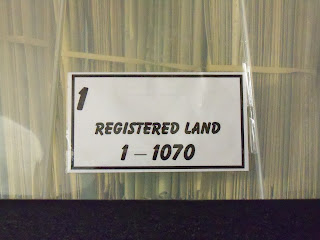 1
REGISTERED LAND
1 – 1070